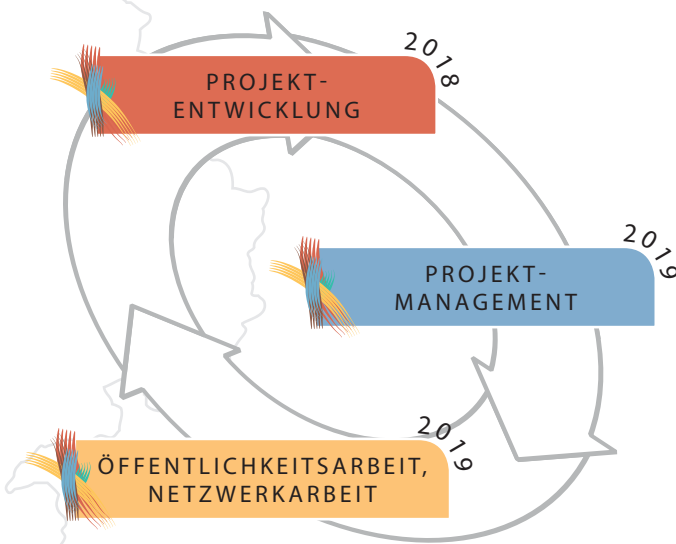 2018
PROJEKT-
ENTWICKLUNG
2019
PROJEKT-
MANAGEMENT
2019
ÖFFENTLICHKEITSARBEIT,
NETZWERKARBEIT